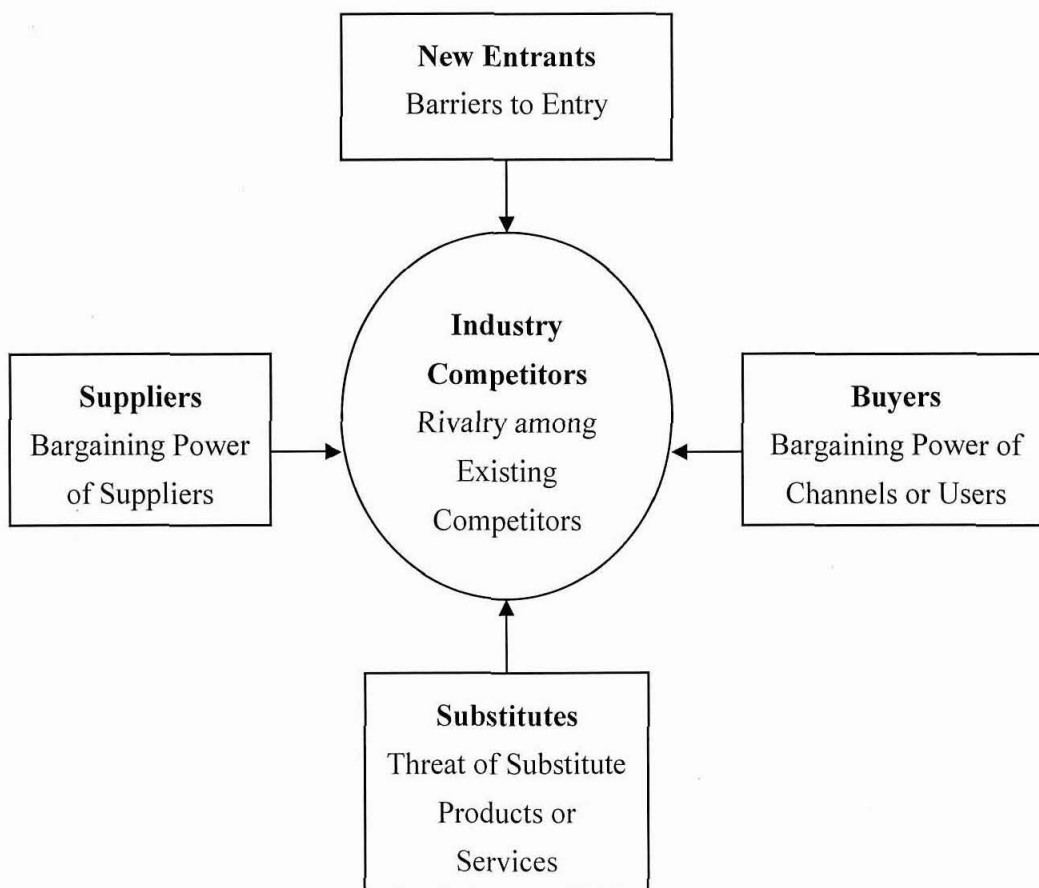 New Entrants
Barriers to Entry
Industry
Competitors
Rivalry among
Existing
Competitors
Suppliers
Bargaining Power
of Suppliers
Buyers
Bargaining Power of
Channels or Users
Substitutes
Threat of Substitute
Products or
Services